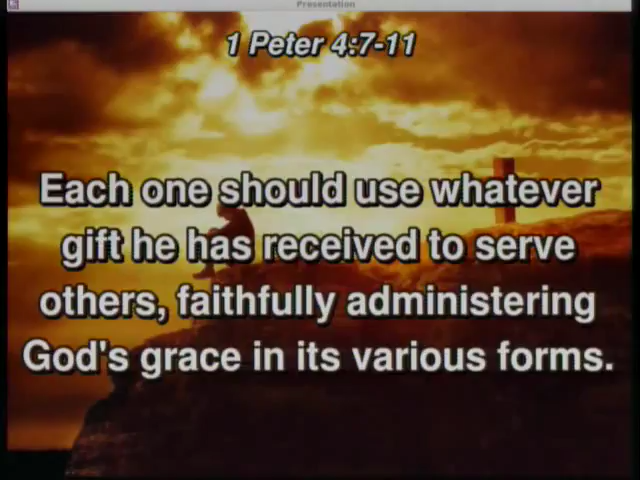 Presentation
1 Peter 4:7-11
Each one should use whatever
gift he has received to serve
others, faithfully administering
God's grace in its various forms.